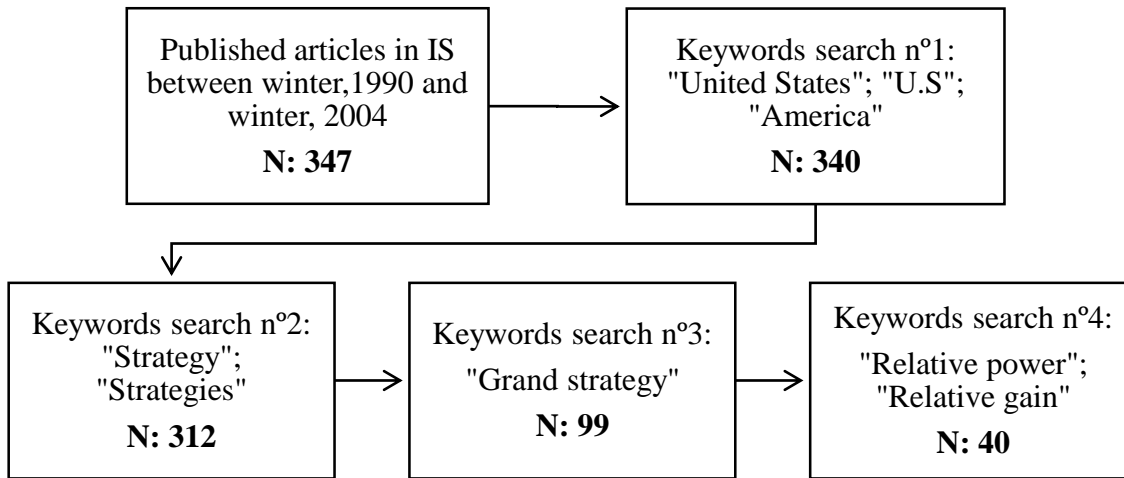 Published articles in IS
between winter,1990 and
winter, 2004
N: 347
Keywords search nº1:
"United States"; "U.S";
"America"
N: 340
Keywords search nº2:
"Strategy";
"Strategies"
N: 312
Keywords search nº3:
"Grand strategy"
N: 99
Keywords search nº4:
"Relative power";
"Relative gain"
N: 40